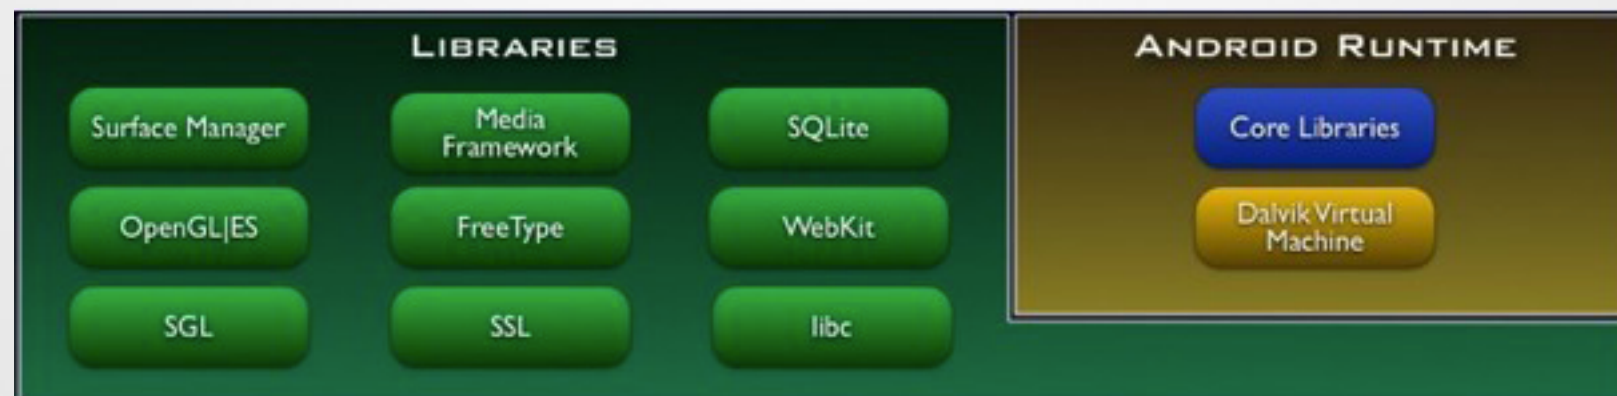 LIBRARIES
Surface Manager
Media
Framework
SQLite
OpenGL|ES
FreeType
WebKit
SGL
SSL
libc
ANDROID RUNTIME
Core Libraries
Dalvik Virtual
Machine